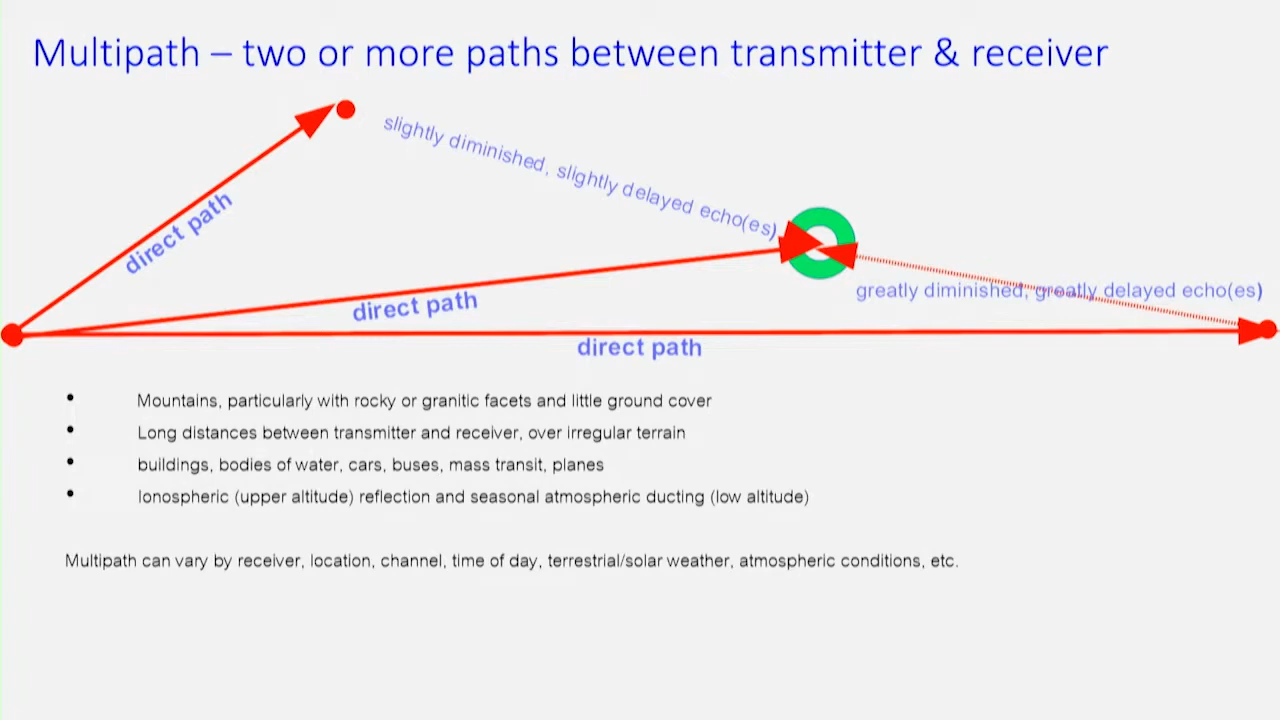 Multipath – two or more paths between transmitter & receiver
slightly diminished, slightly delayed echo(es)
direct path
direct path
greatly diminished, greatly delayed echo(es)
direct path
• Mountains, particularly with rocky or granitic facets and little ground cover
• Long distances between transmitter and receiver, over irregular terrain
• buildings, bodies of water, cars, buses, mass transit, planes
• Ionospheric (upper altitude) reflection and seasonal atmospheric ducting (low altitude)
Multipath can vary by receiver, location, channel, time of day, terrestrial/solar weather, atmospheric conditions, etc.